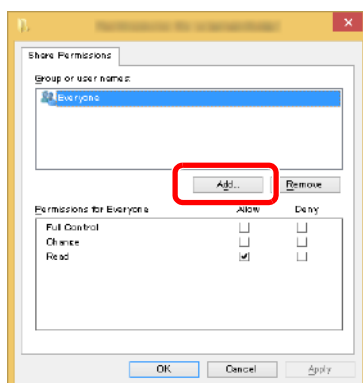 Share Permissions
Group or user names:
Everyone
Add...
Remove
Permissions for Everyone
Allow
Deny
Full Control
Change
Read
OK
Cancel
Apply